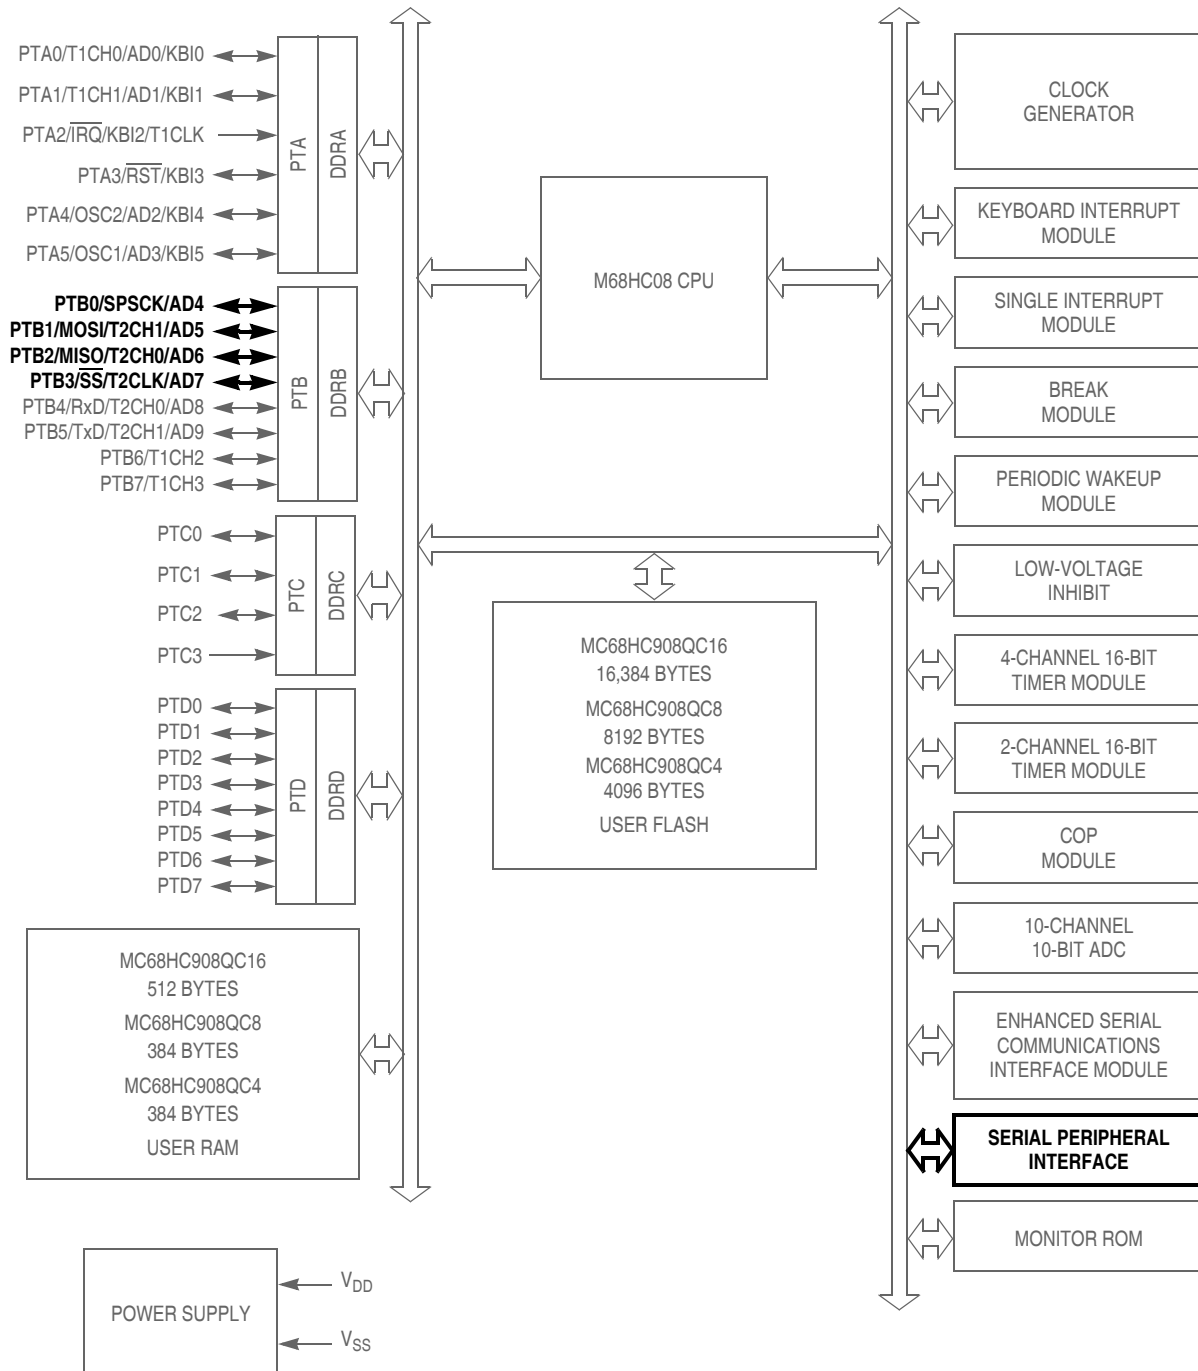 PTA0/T1CH0/AD0/KBI0
PTA1/T1CH1/AD1/KBI1
PTA2/IRQ/KBI2/T1CLK
PTA3/RST/KBI3
PTA4/OSC2/AD2/KBI4
PTA5/OSC1/AD3/KBI5
PTA
DDRA
PTB0/SPSCK/AD4
PTB1/MOSI/T2CH1/AD5
PTB2/MISO/T2CH0/AD6
PTB3/SS/T2CLK/AD7
PTB4/RxD/T2CH0/AD8
PTB5/TxD/T2CH1/AD9
PTB6/T1CH2
PTB7/T1CH3
PTB
DDRB
PTC0
PTC1
PTC2
PTC3
PTC
DDRC
PTD0
PTD1
PTD2
PTD3
PTD4
PTD5
PTD6
PTD7
PTD
DDRD
MC68HC908QC16
512 BYTES
MC68HC908QC8
384 BYTES
MC68HC908QC4
384 BYTES
USER RAM
POWER SUPPLY
VDD
VSS
M68HC08 CPU
MC68HC908QC16
16,384 BYTES
MC68HC908QC8
8192 BYTES
MC68HC908QC4
4096 BYTES
USER FLASH
CLOCK
GENERATOR
KEYBOARD INTERRUPT
MODULE
SINGLE INTERRUPT
MODULE
BREAK
MODULE
PERIODIC WAKEUP
MODULE
LOW-VOLTAGE
INHIBIT
4-CHANNEL 16-BIT
TIMER MODULE
2-CHANNEL 16-BIT
TIMER MODULE
COP
MODULE
10-CHANNEL
10-BIT ADC
ENHANCED SERIAL
COMMUNICATIONS
INTERFACE MODULE
SERIAL PERIPHERAL
INTERFACE
MONITOR ROM